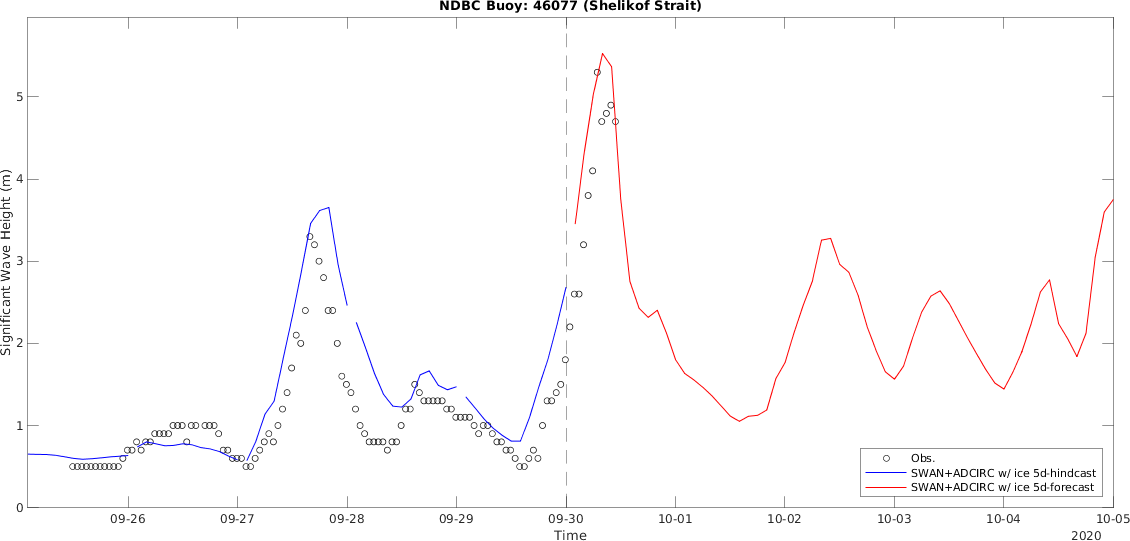 NDBC Buoy: 46077 (Shelikof Strait)
Significant Wave Height (m)
5
4
3
2
1
0
Obs.
SWAN+ADCIRC w/ ice 5d-hindcast
SWAN+ADCIRC w/ ice 5d-forecast
09-26 09-27 09-28 09-29 09-30 10-01 10-02 10-03 10-04 10-05
Time
2020